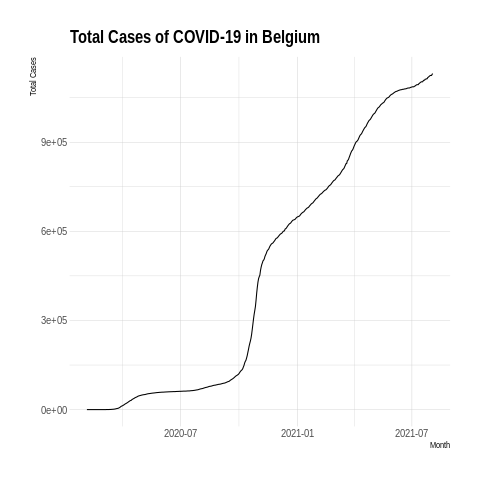 Total Cases of COVID-19 in Belgium
Total Cases
9e+05
6e+05
3e+05
0e+00
2020-07
2021-01
2021-07
Month